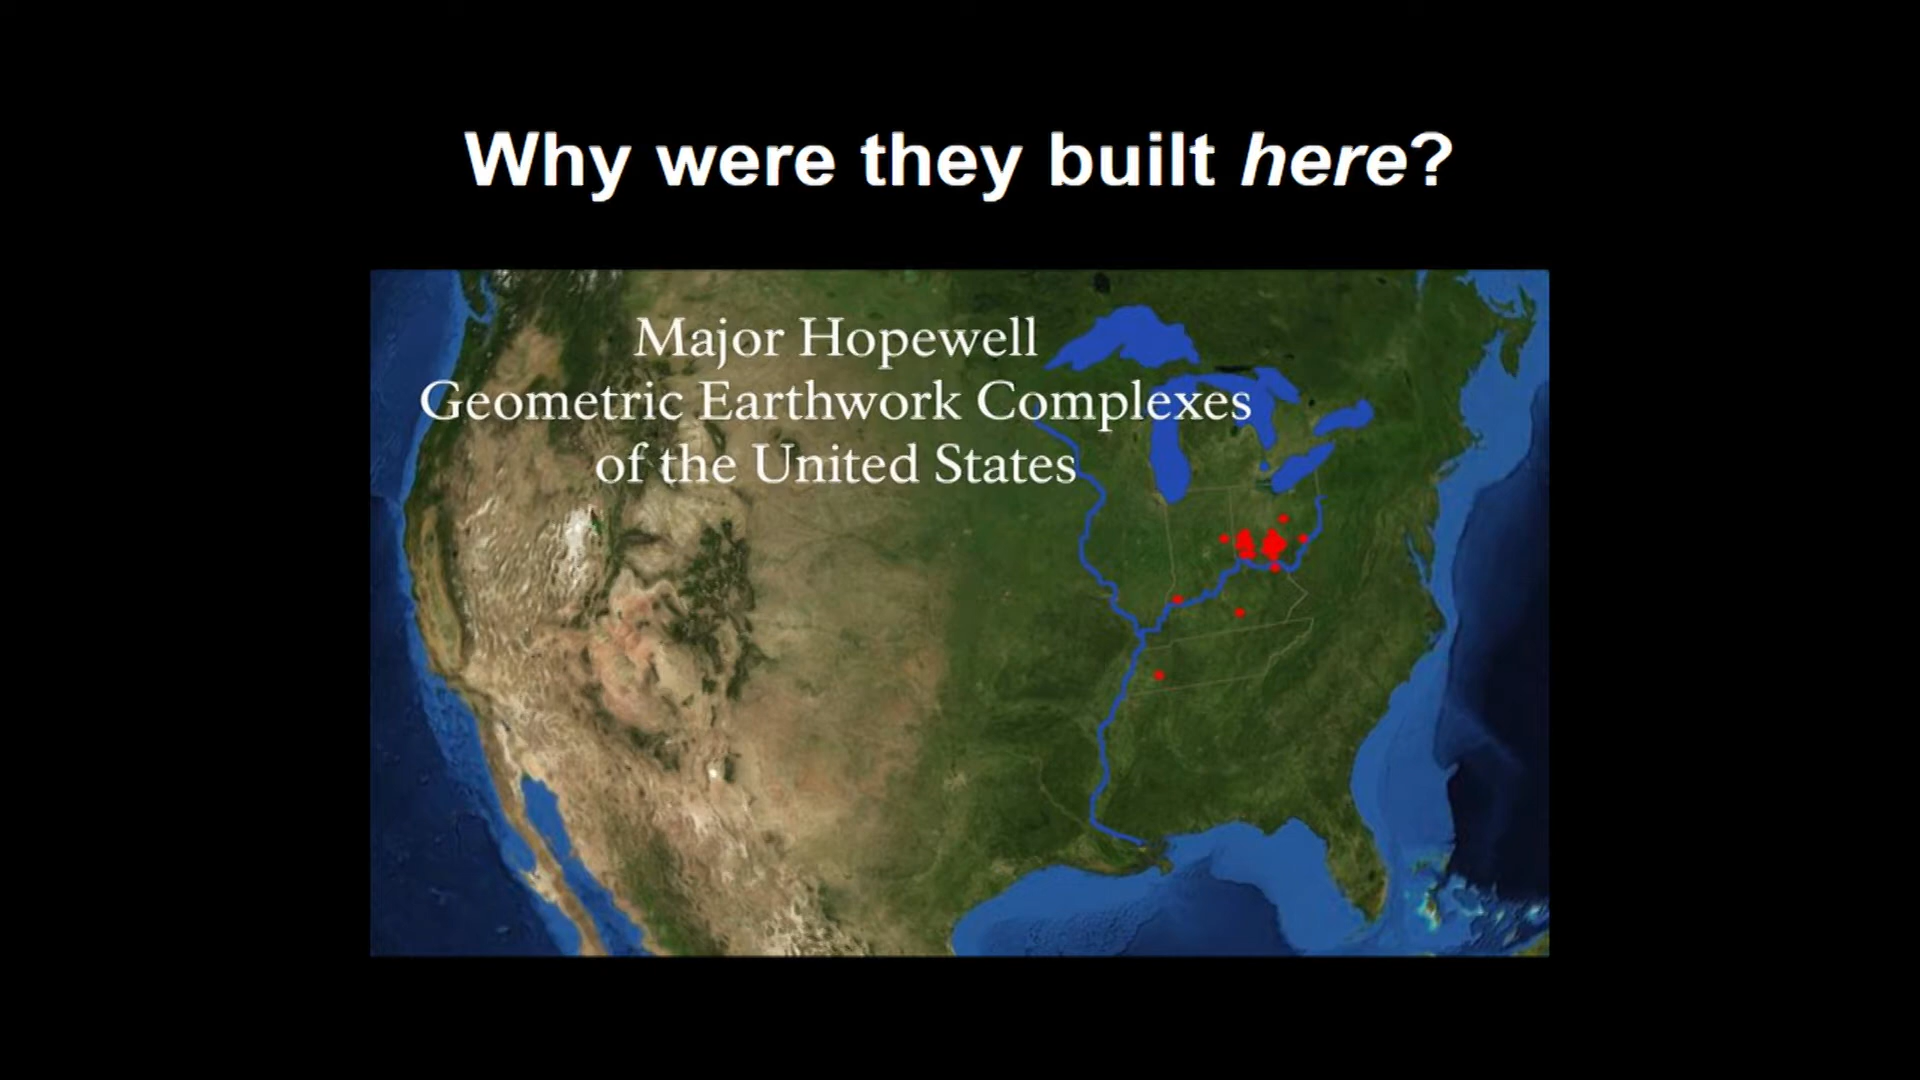 Why were they built here?
Major Hopewell
Geometric Earthwork Complexes
of the United States